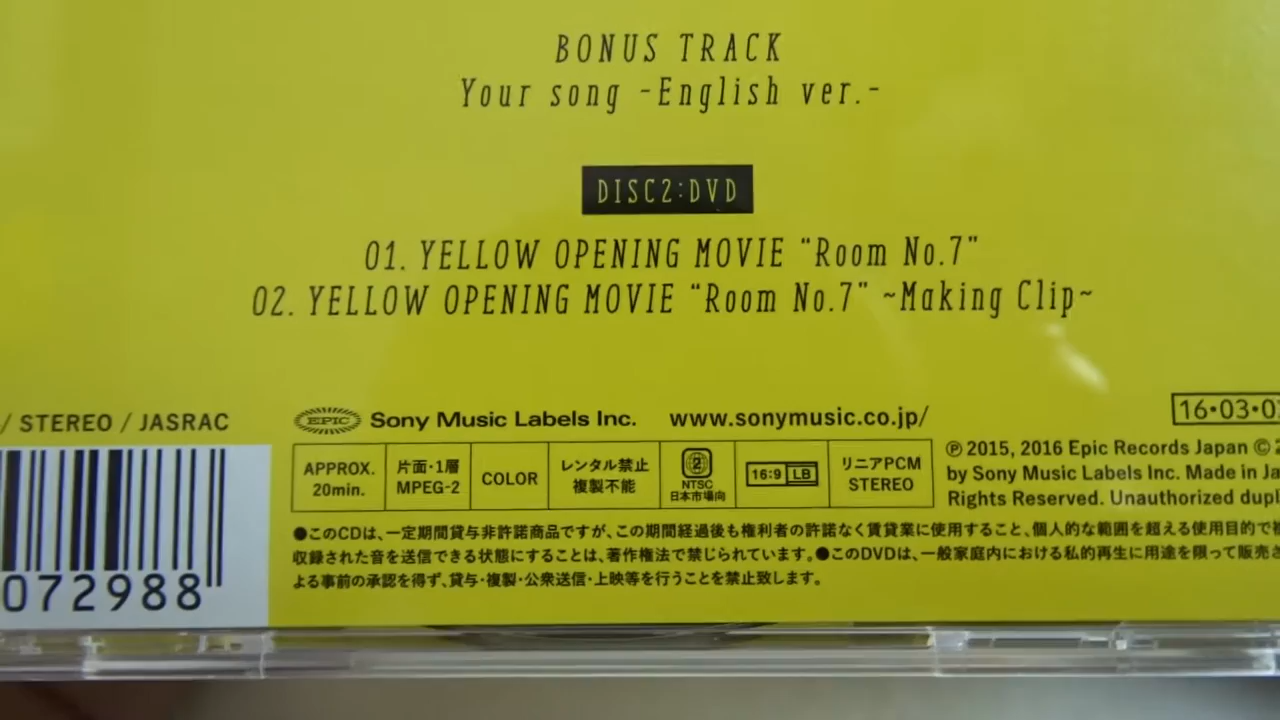 BONUS TRACK
Your song -English ver.-
DISC2:DVD
01. YELLOW OPENING MOVIE “Room No.7”
02. YELLOW OPENING MOVIE “Room No.7” ~Making Clip~
/ STEREO / JASRAC
EPIC Sony Music Labels Inc. www.sonymusic.co.jp/
16・03・0
APPROX. 20min.
片面・1層 MPEG-2
COLOR
レンタル禁止 複製不能
2 NTSC 日本市場向
16:9 LB
リニアPCM STEREO
℗ 2015, 2016 Epic Records Japan ©
by Sony Music Labels Inc. Made in
Rights Reserved. Unauthorized
●このCDは、一定期間貸与非許諾商品ですが、この期間経過後も権利者の許諾なく賃貸業に使用すること、個人的な範囲を超える使用目的で
収録された音を送信できる状態にすることは、著作権法で禁じられています。●このDVDは、一般家庭内における私的再生に用途を限って販売
よる事前の承認を得ず、貸与・複製・公衆送信・上映等を行うことを禁止致します。
072988